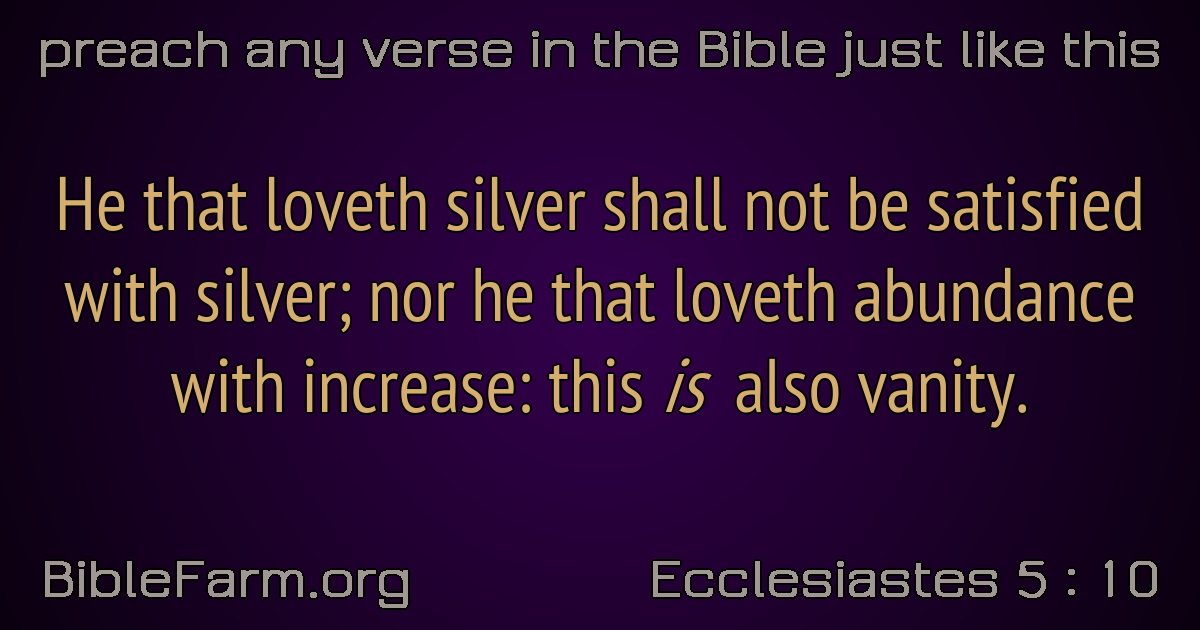 preach any verse in the Bible just like this
He that loveth silver shall not be satisfied
with silver; nor he that loveth abundance
with increase: this is also vanity.
BibleFarm.org
Ecclesiastes 5 : 10